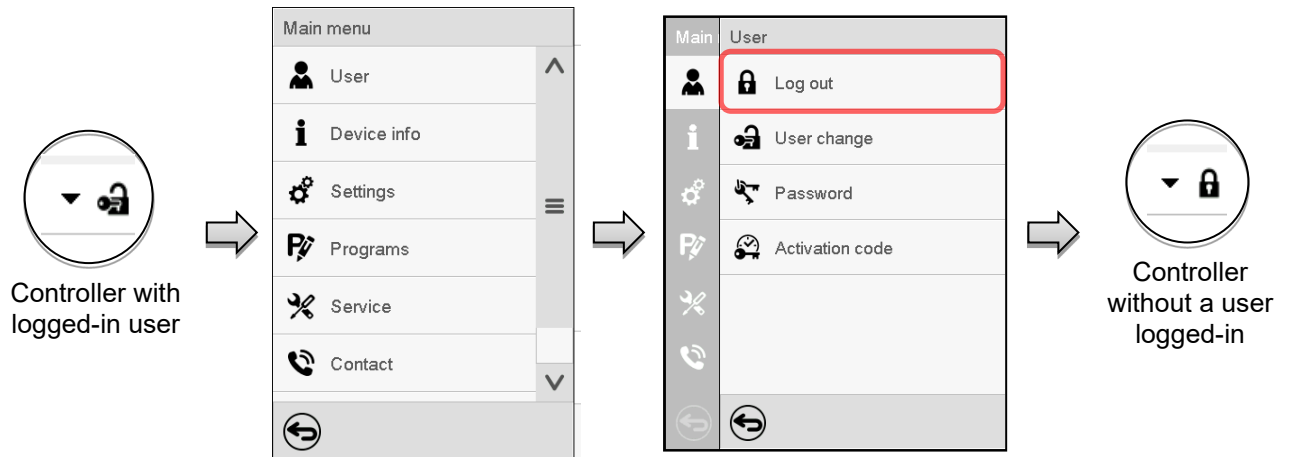 Controller with
logged-in user
Main menu
User
Device info
Settings
Programs
Service
Contact
Main
User
Log out
User change
Password
Activation code
Controller
without a user
logged-in